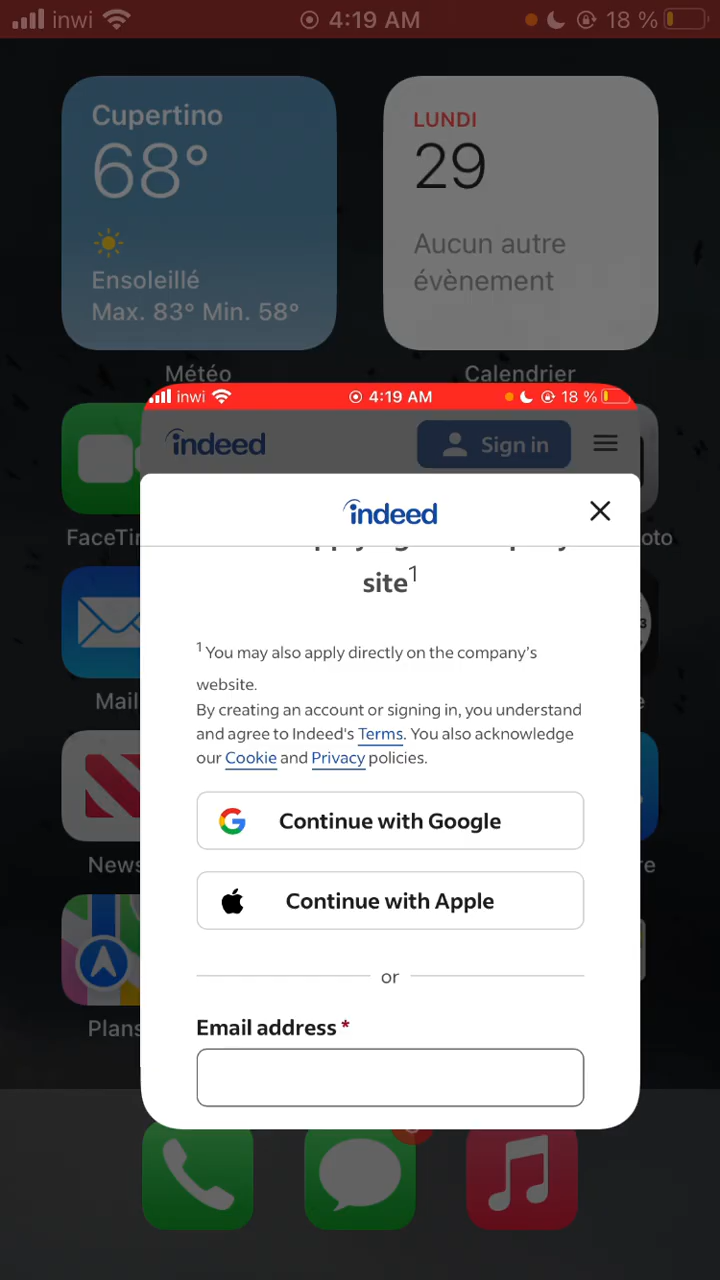 inwi 4:19 AM 18 %
Cupertino
68°
Ensoleillé
Max. 83° Min. 58°
Météo
LUNDI
29
Aucun autre
évènement
Calendrier
inwi 4:19 AM 18 %
indeed Sign in
indeed
site1
1 You may also apply directly on the company's
website.
By creating an account or signing in, you understand
and agree to Indeed's Terms. You also acknowledge
our Cookie and Privacy policies.
Continue with Google
Continue with Apple
or
Email address *
FaceTi
oto
Mail
News
re
Plans